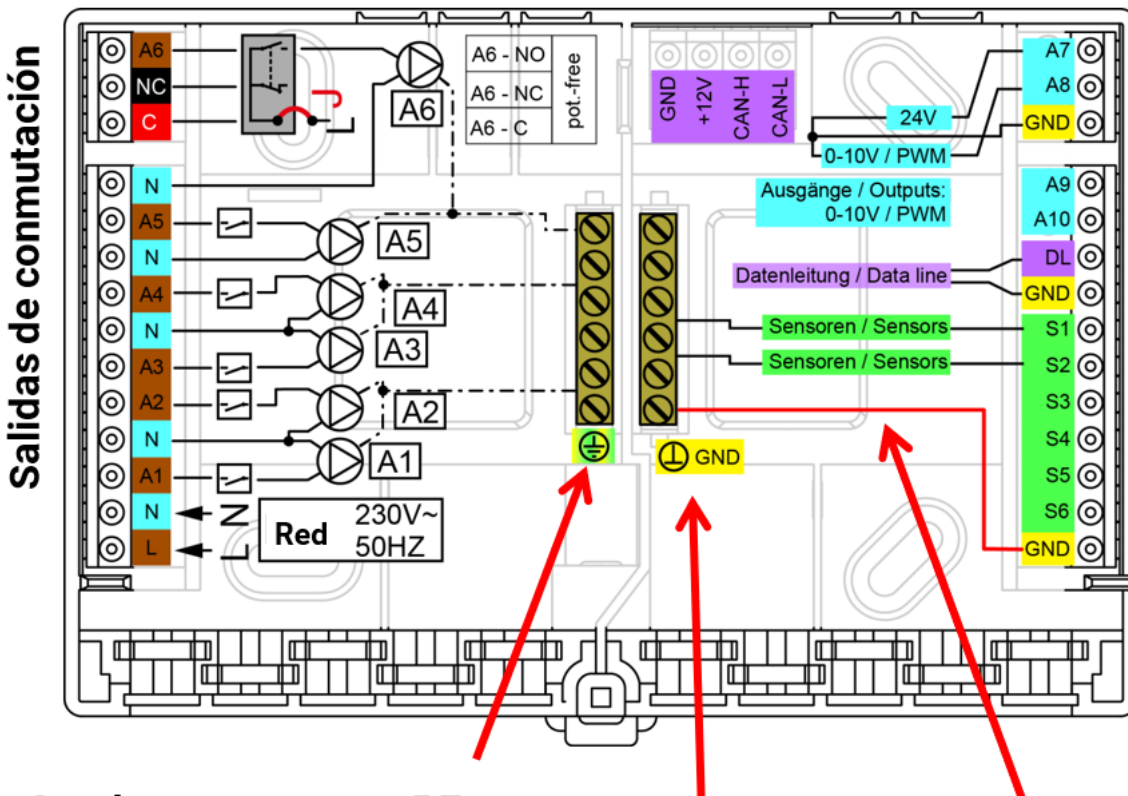 Salidas de conmutación
A6
NC
C
N
A5
N
A4
N
A3
A2
N
A1
N
L
A6
A5
A4
A3
A2
A1
L
N
L
Red
230V~
50HZ
A6 - NO
A6 - NC
A6 - C
pot.-free
GND
+12V
CAN-H
CAN-L
24V
0-10V / PWM
Ausgänge / Outputs:
0-10V / PWM
Datenleitung / Data line
Sensoren / Sensors
Sensoren / Sensors
GND
A7
A8
GND
A9
A10
DL
GND
S1
S2
S3
S4
S5
S6
GND